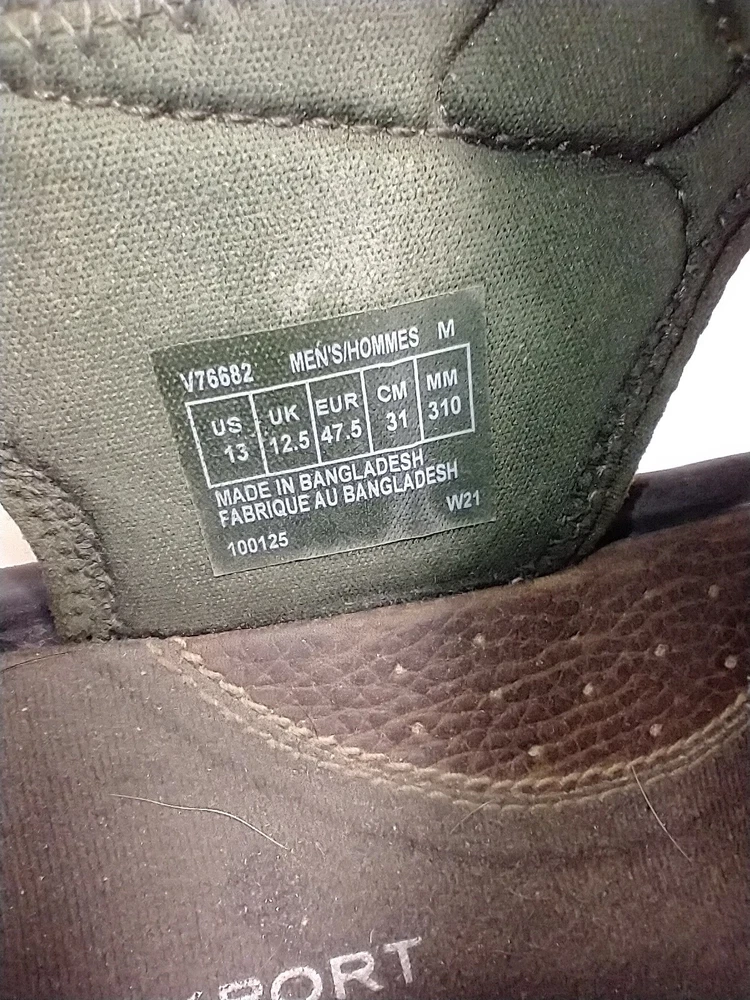 V76682 MEN'S/HOMMES M
US UK EUR CM MM
13 12.5 47.5 31 310
MADE IN BANGLADESH
FABRIQUE AU BANGLADESH
W21
100125